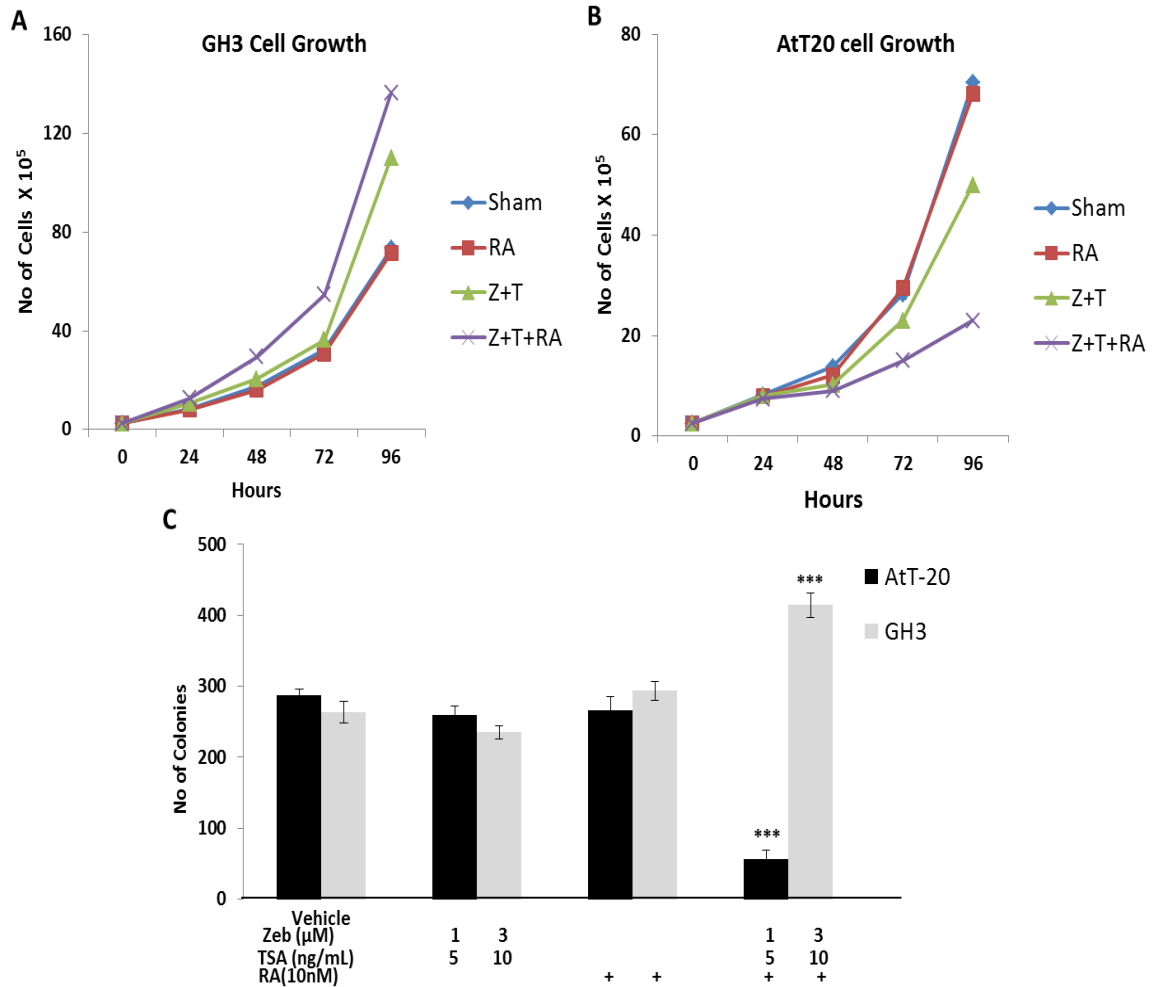 A
GH3 Cell Growth
160
120
80
40
0
No of Cells X 10⁵
0 24 48 72 96
Hours
Sham
RA
Z+T
Z+T+RA
B
AtT20 cell Growth
80
60
40
20
0
No of Cells X 10⁵
0 24 48 72 96
Hours
Sham
RA
Z+T
Z+T+RA
C
500
400
300
200
100
0
No of Colonies
*** ***
AtT-20
GH3
Vehicle
Zeb (µM) 1 3 1 3
TSA (ng/mL) 5 10 5 10
RA(10nM) + + + +